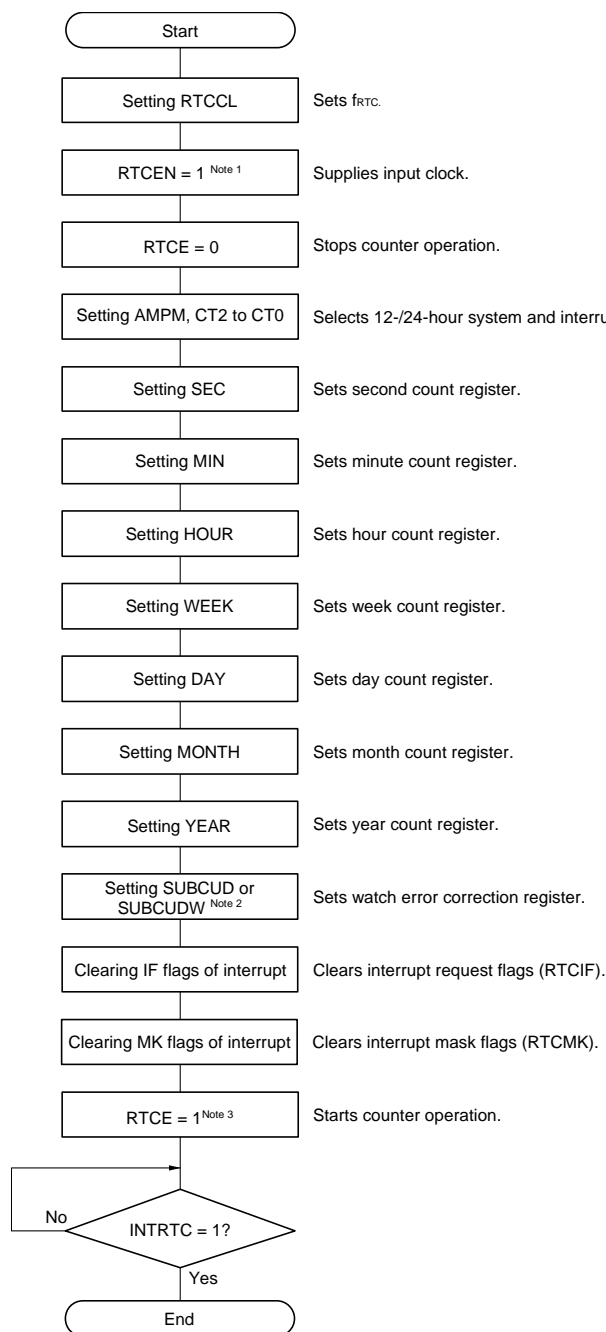 Start
Setting RTCCL
Sets fRTC.
RTCEN = 1 Note 1
Supplies input clock.
RTCE = 0
Stops counter operation.
Setting AMPM, CT2 to CT0
Selects 12-/24-hour system and interru
Setting SEC
Sets second count register.
Setting MIN
Sets minute count register.
Setting HOUR
Sets hour count register.
Setting WEEK
Sets week count register.
Setting DAY
Sets day count register.
Setting MONTH
Sets month count register.
Setting YEAR
Sets year count register.
Setting SUBCUD or
SUBCUDW Note 2
Sets watch error correction register.
Clearing IF flags of interrupt
Clears interrupt request flags (RTCIF).
Clearing MK flags of interrupt
Clears interrupt mask flags (RTCMK).
RTCE = 1Note 3
Starts counter operation.
No
INTRTC = 1?
Yes
End